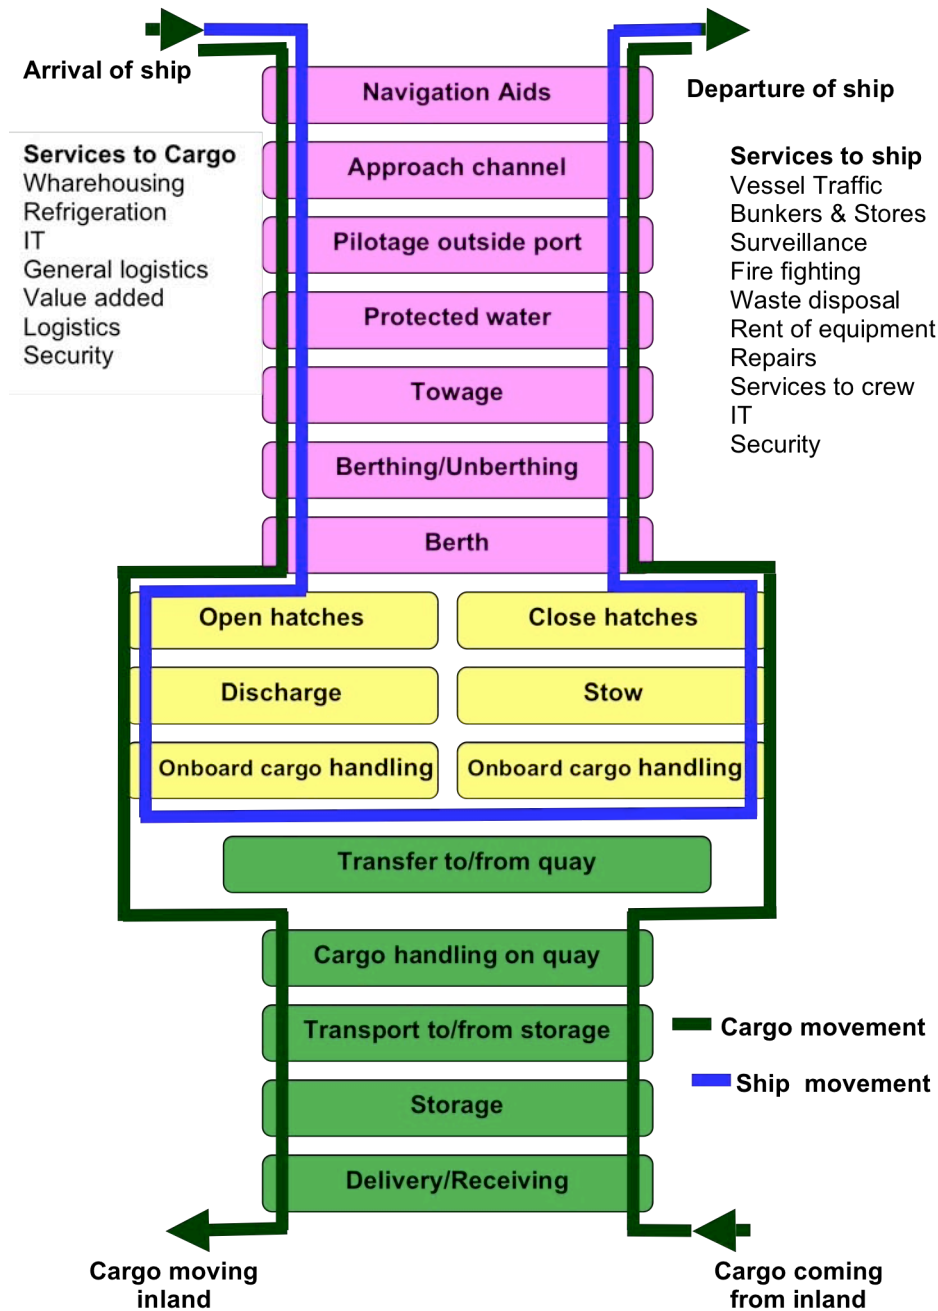 Arrival of ship
Departure of ship
Services to Cargo
Wharehousing
Refrigeration
IT
General logistics
Value added
Logistics
Security
Services to ship
Vessel Traffic
Bunkers & Stores
Surveillance
Fire fighting
Waste disposal
Rent of equipment
Repairs
Services to crew
IT
Security
Navigation Aids
Approach channel
Pilotage outside port
Protected water
Towage
Berthing/Unberthing
Berth
Open hatches
Close hatches
Discharge
Stow
Onboard cargo handling
Onboard cargo handling
Transfer to/from quay
Cargo handling on quay
Transport to/from storage
Storage
Delivery/Receiving
Cargo movement
Ship movement
Cargo moving
inland
Cargo coming
from inland